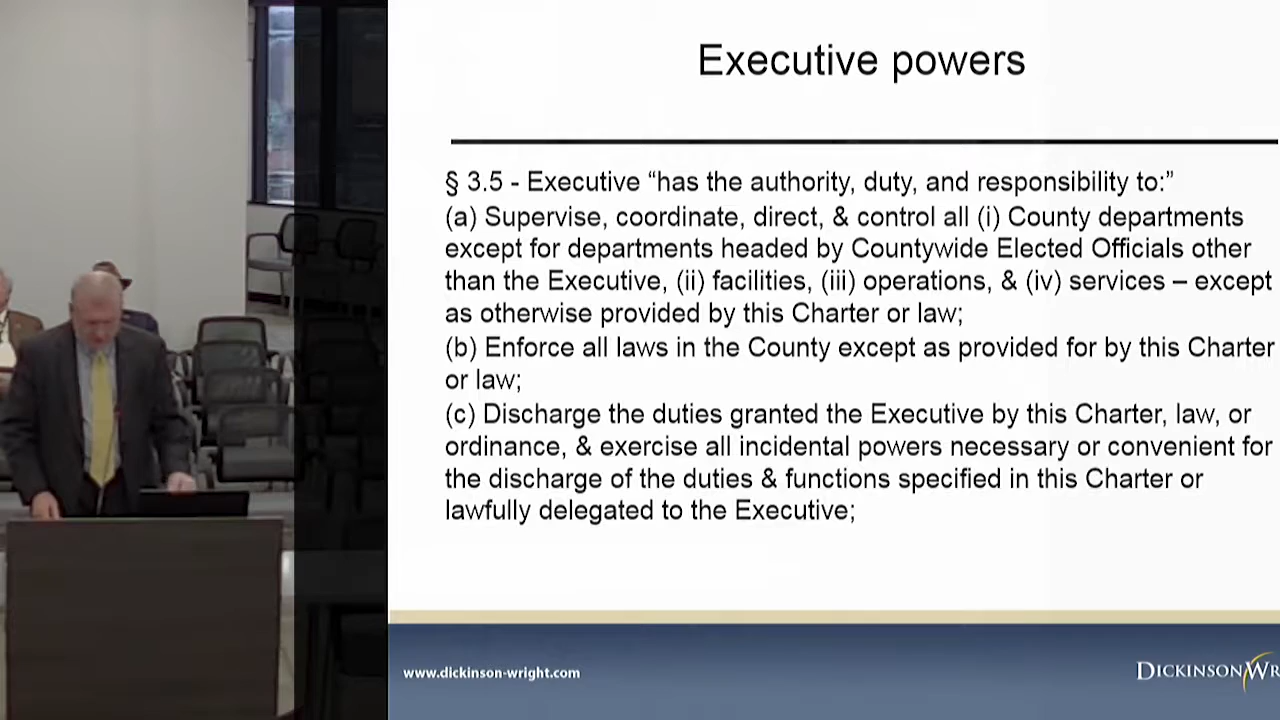 Executive powers
§ 3.5 - Executive “has the authority, duty, and responsibility to:”
(a) Supervise, coordinate, direct, & control all (i) County departments
except for departments headed by Countywide Elected Officials other
than the Executive, (ii) facilities, (iii) operations, & (iv) services – except
as otherwise provided by this Charter or law;
(b) Enforce all laws in the County except as provided for by this Charter
or law;
(c) Discharge the duties granted the Executive by this Charter, law, or
ordinance, & exercise all incidental powers necessary or convenient for
the discharge of the duties & functions specified in this Charter or
lawfully delegated to the Executive;
www.dickinson-wright.com
DICKINSON WR